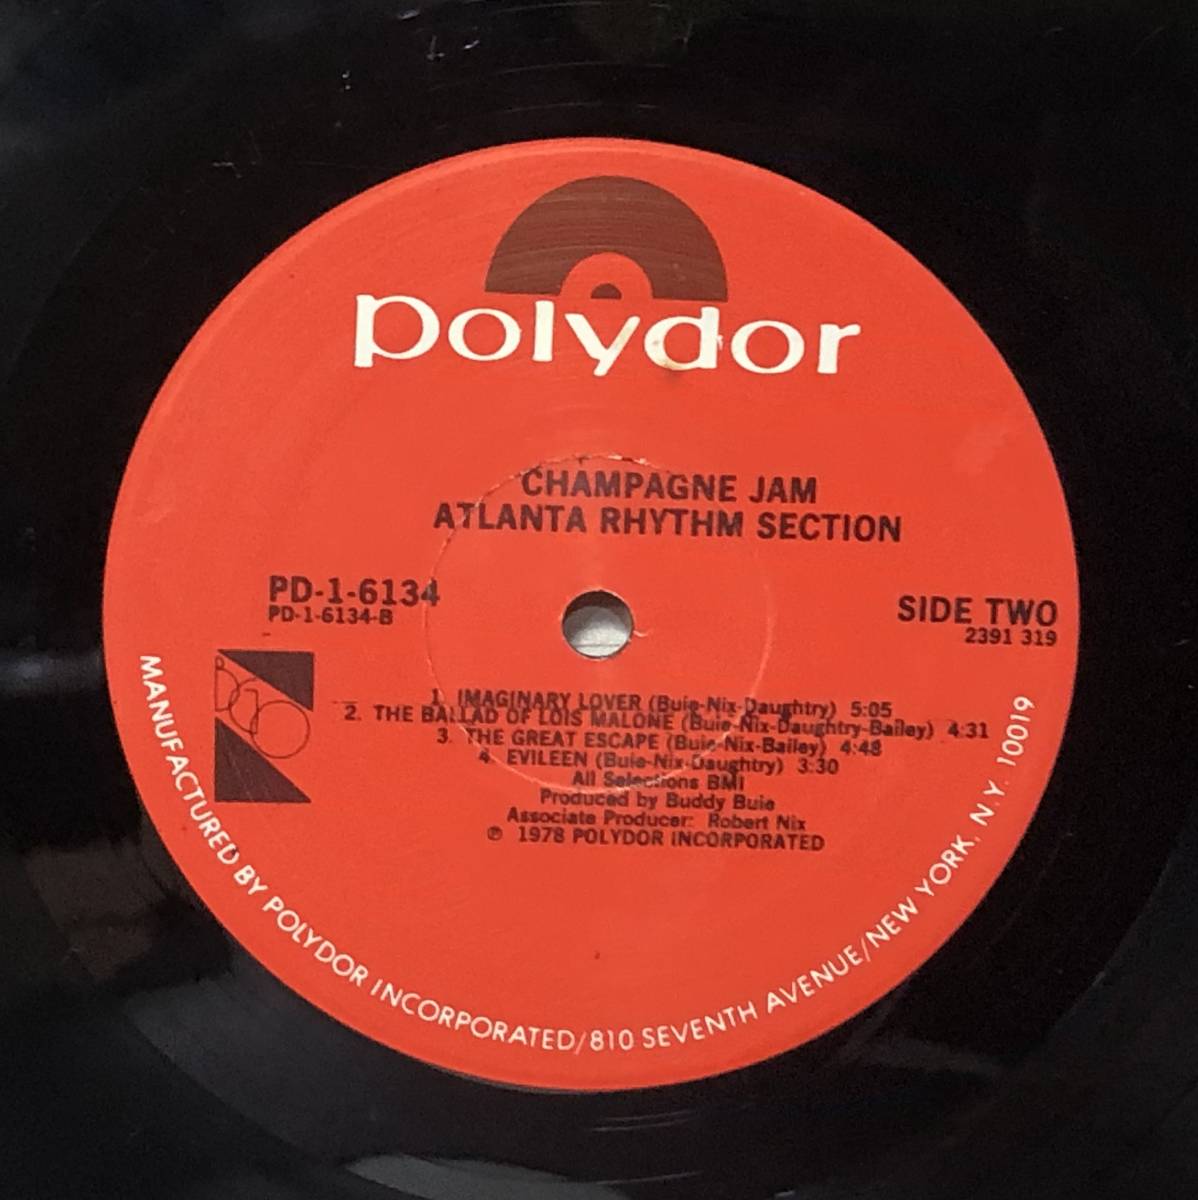 polydor
CHAMPAGNE JAM
ATLANTA RHYTHM SECTION
PD-1-6134
PD-1-6134-B
SIDE TWO
2391 319
BGO
1. IMAGINARY LOVER (Buie-Nix-Daughtry) 5:05
2. THE BALLAD OF LOIS MALONE (Buie-Nix-Daughtry-Bailey) 4:31
3. THE GREAT ESCAPE (Buie-Nix-Bailey) 4:48
4. EVILEEN (Buie-Nix-Daughtry) 3:30
All Selections BMI
Produced by Buddy Buie
Associate Producer: Robert Nix
℗ 1978 POLYDOR INCORPORATED
MANUFACTURED BY POLYDOR INCORPORATED/810 SEVENTH AVENUE/NEW YORK, N.Y. 10019